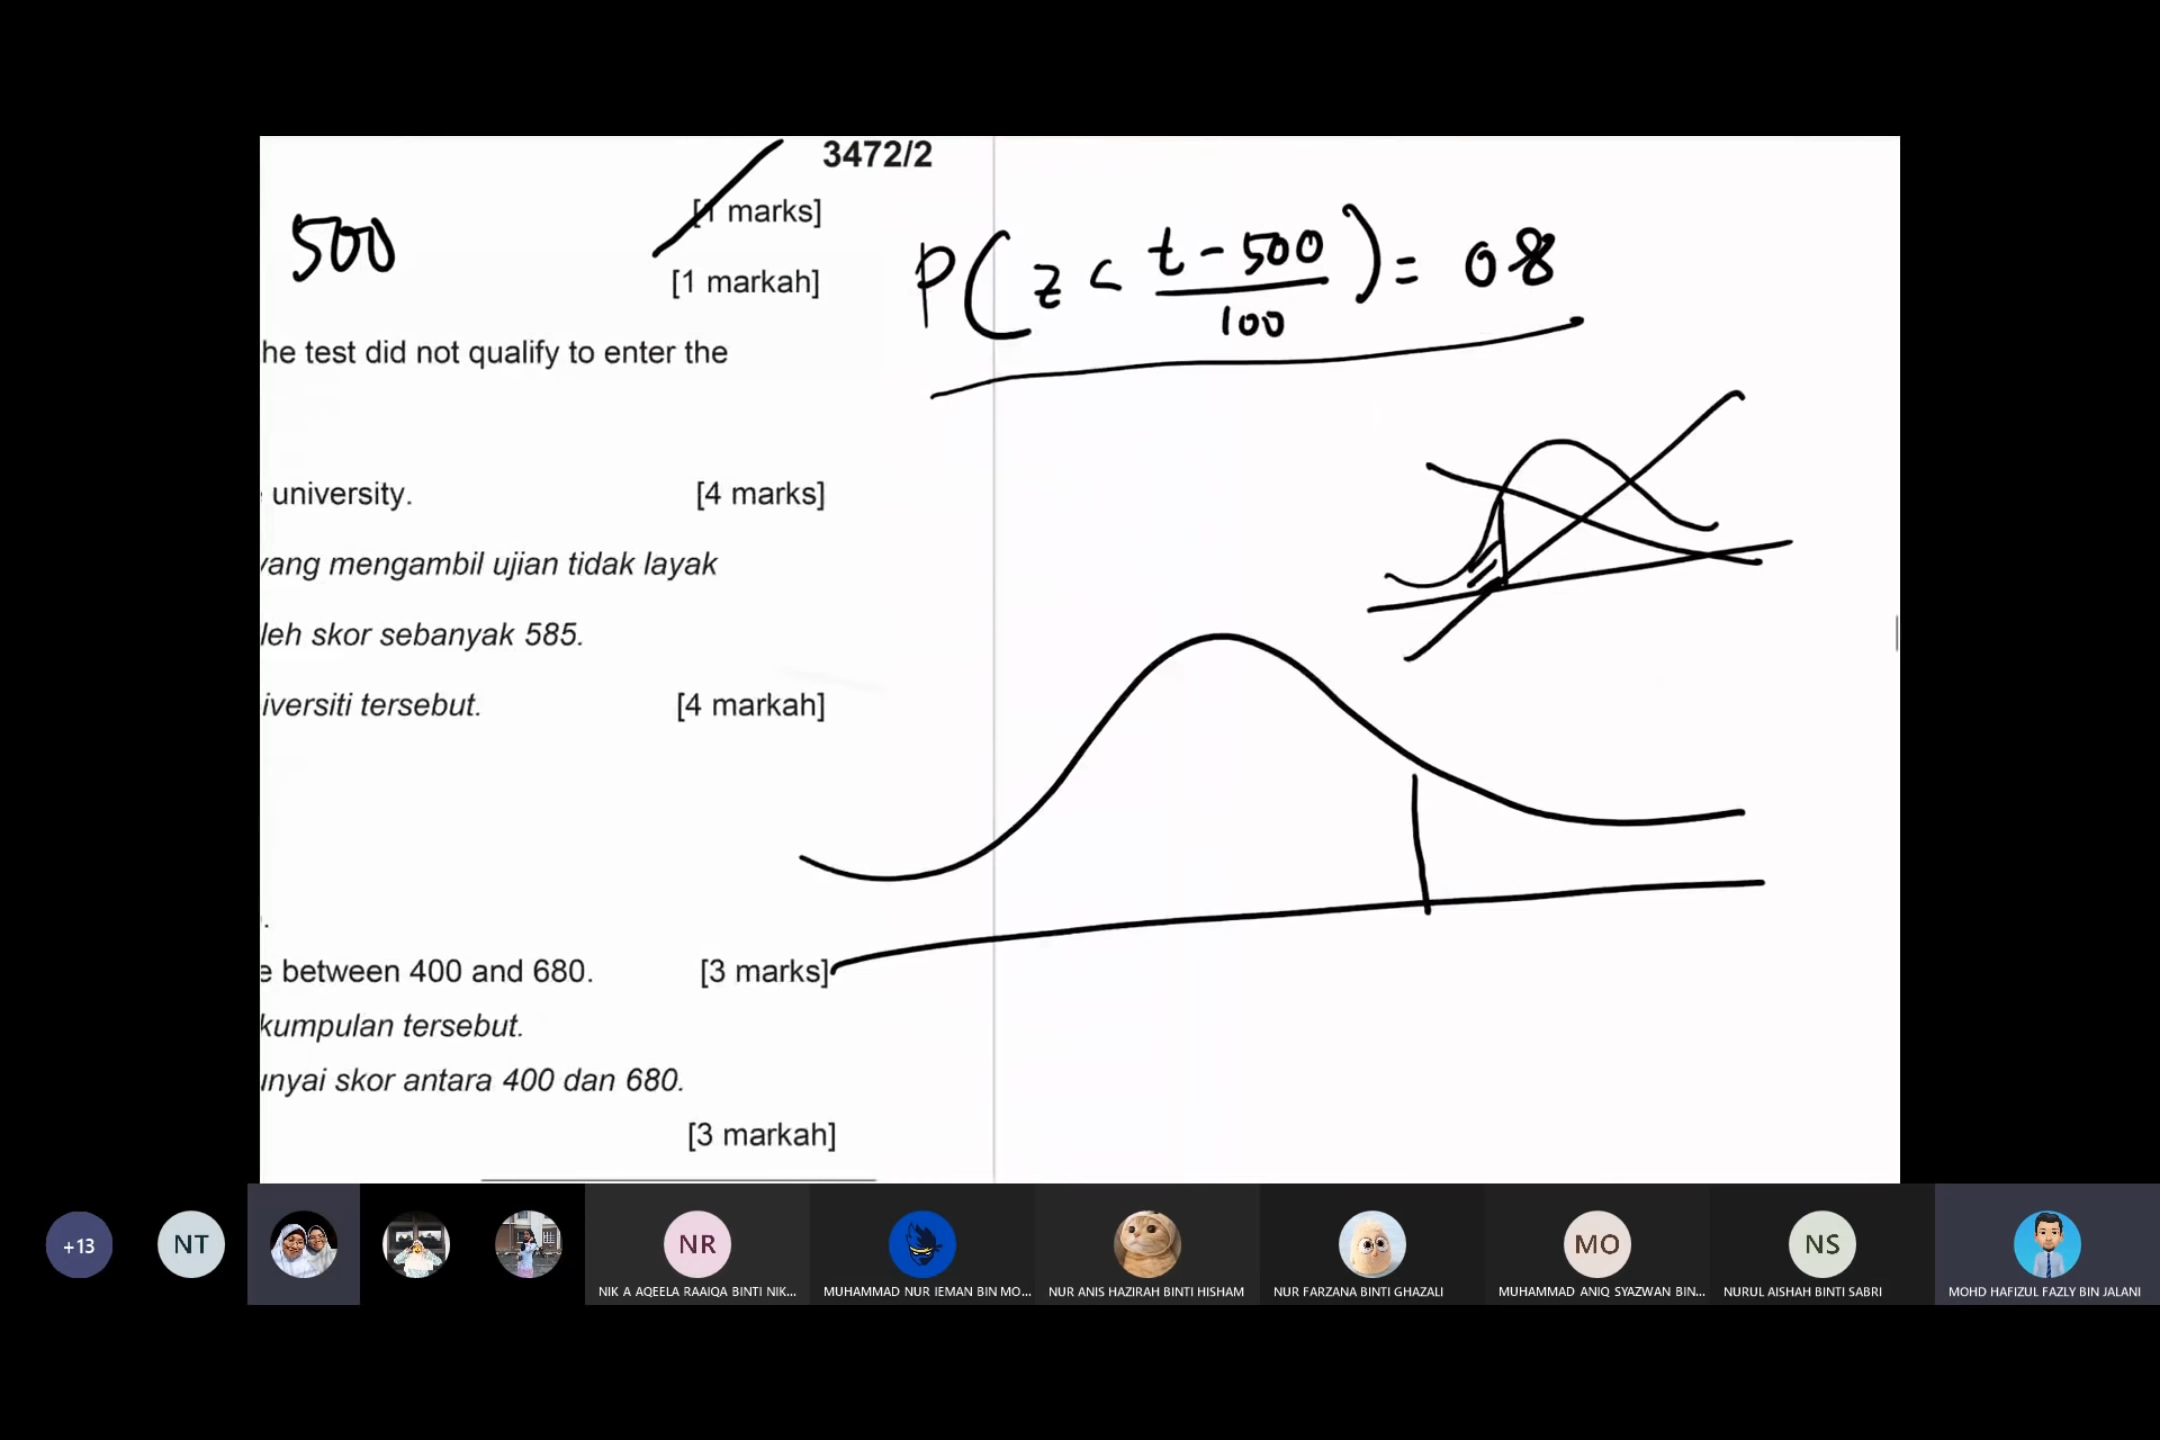 3472/2
[1 marks]
500
[1 markah]
he test did not qualify to enter the
university.
[4 marks]
yang mengambil ujian tidak layak
leh skor sebanyak 585.
iversiti tersebut.
[4 markah]
.
e between 400 and 680.
[3 marks]
kumpulan tersebut.
unyai skor antara 400 dan 680.
[3 markah]
P(z < t - 500 / 100) = 08
+13
NT
NR
MO
NS
NIK A AQEELA RAAIQA BINTI NIK...
MUHAMMAD NUR IEMAN BIN MO...
NUR ANIS HAZIRAH BINTI HISHAM
NUR FARZANA BINTI GHAZALI
MUHAMMAD ANIQ SYAZWAN BIN...
NURUL AISHAH BINTI SABRI
MOHD HAFIZUL FAZLY BIN JALANI